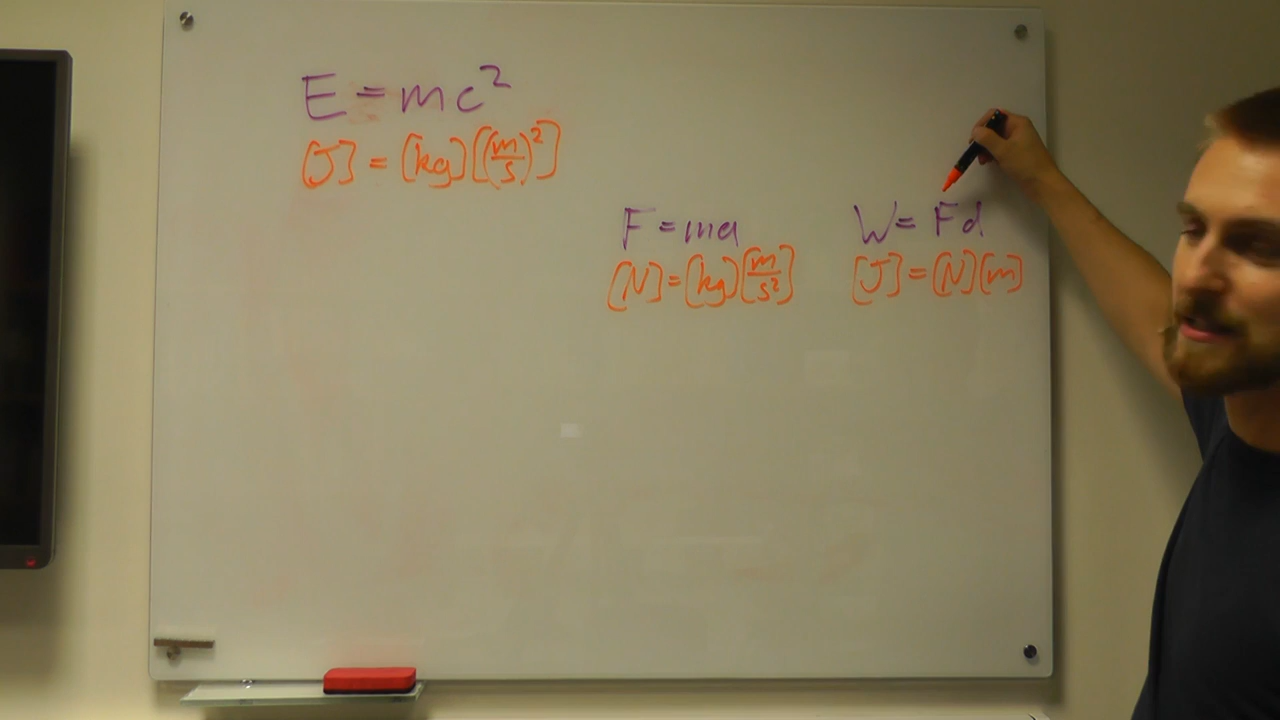 E = mc²
[J] = [kg][(m/s)²]
F = ma
[N] = [kg][m/s²]
W = Fd
[J] = [N][m]